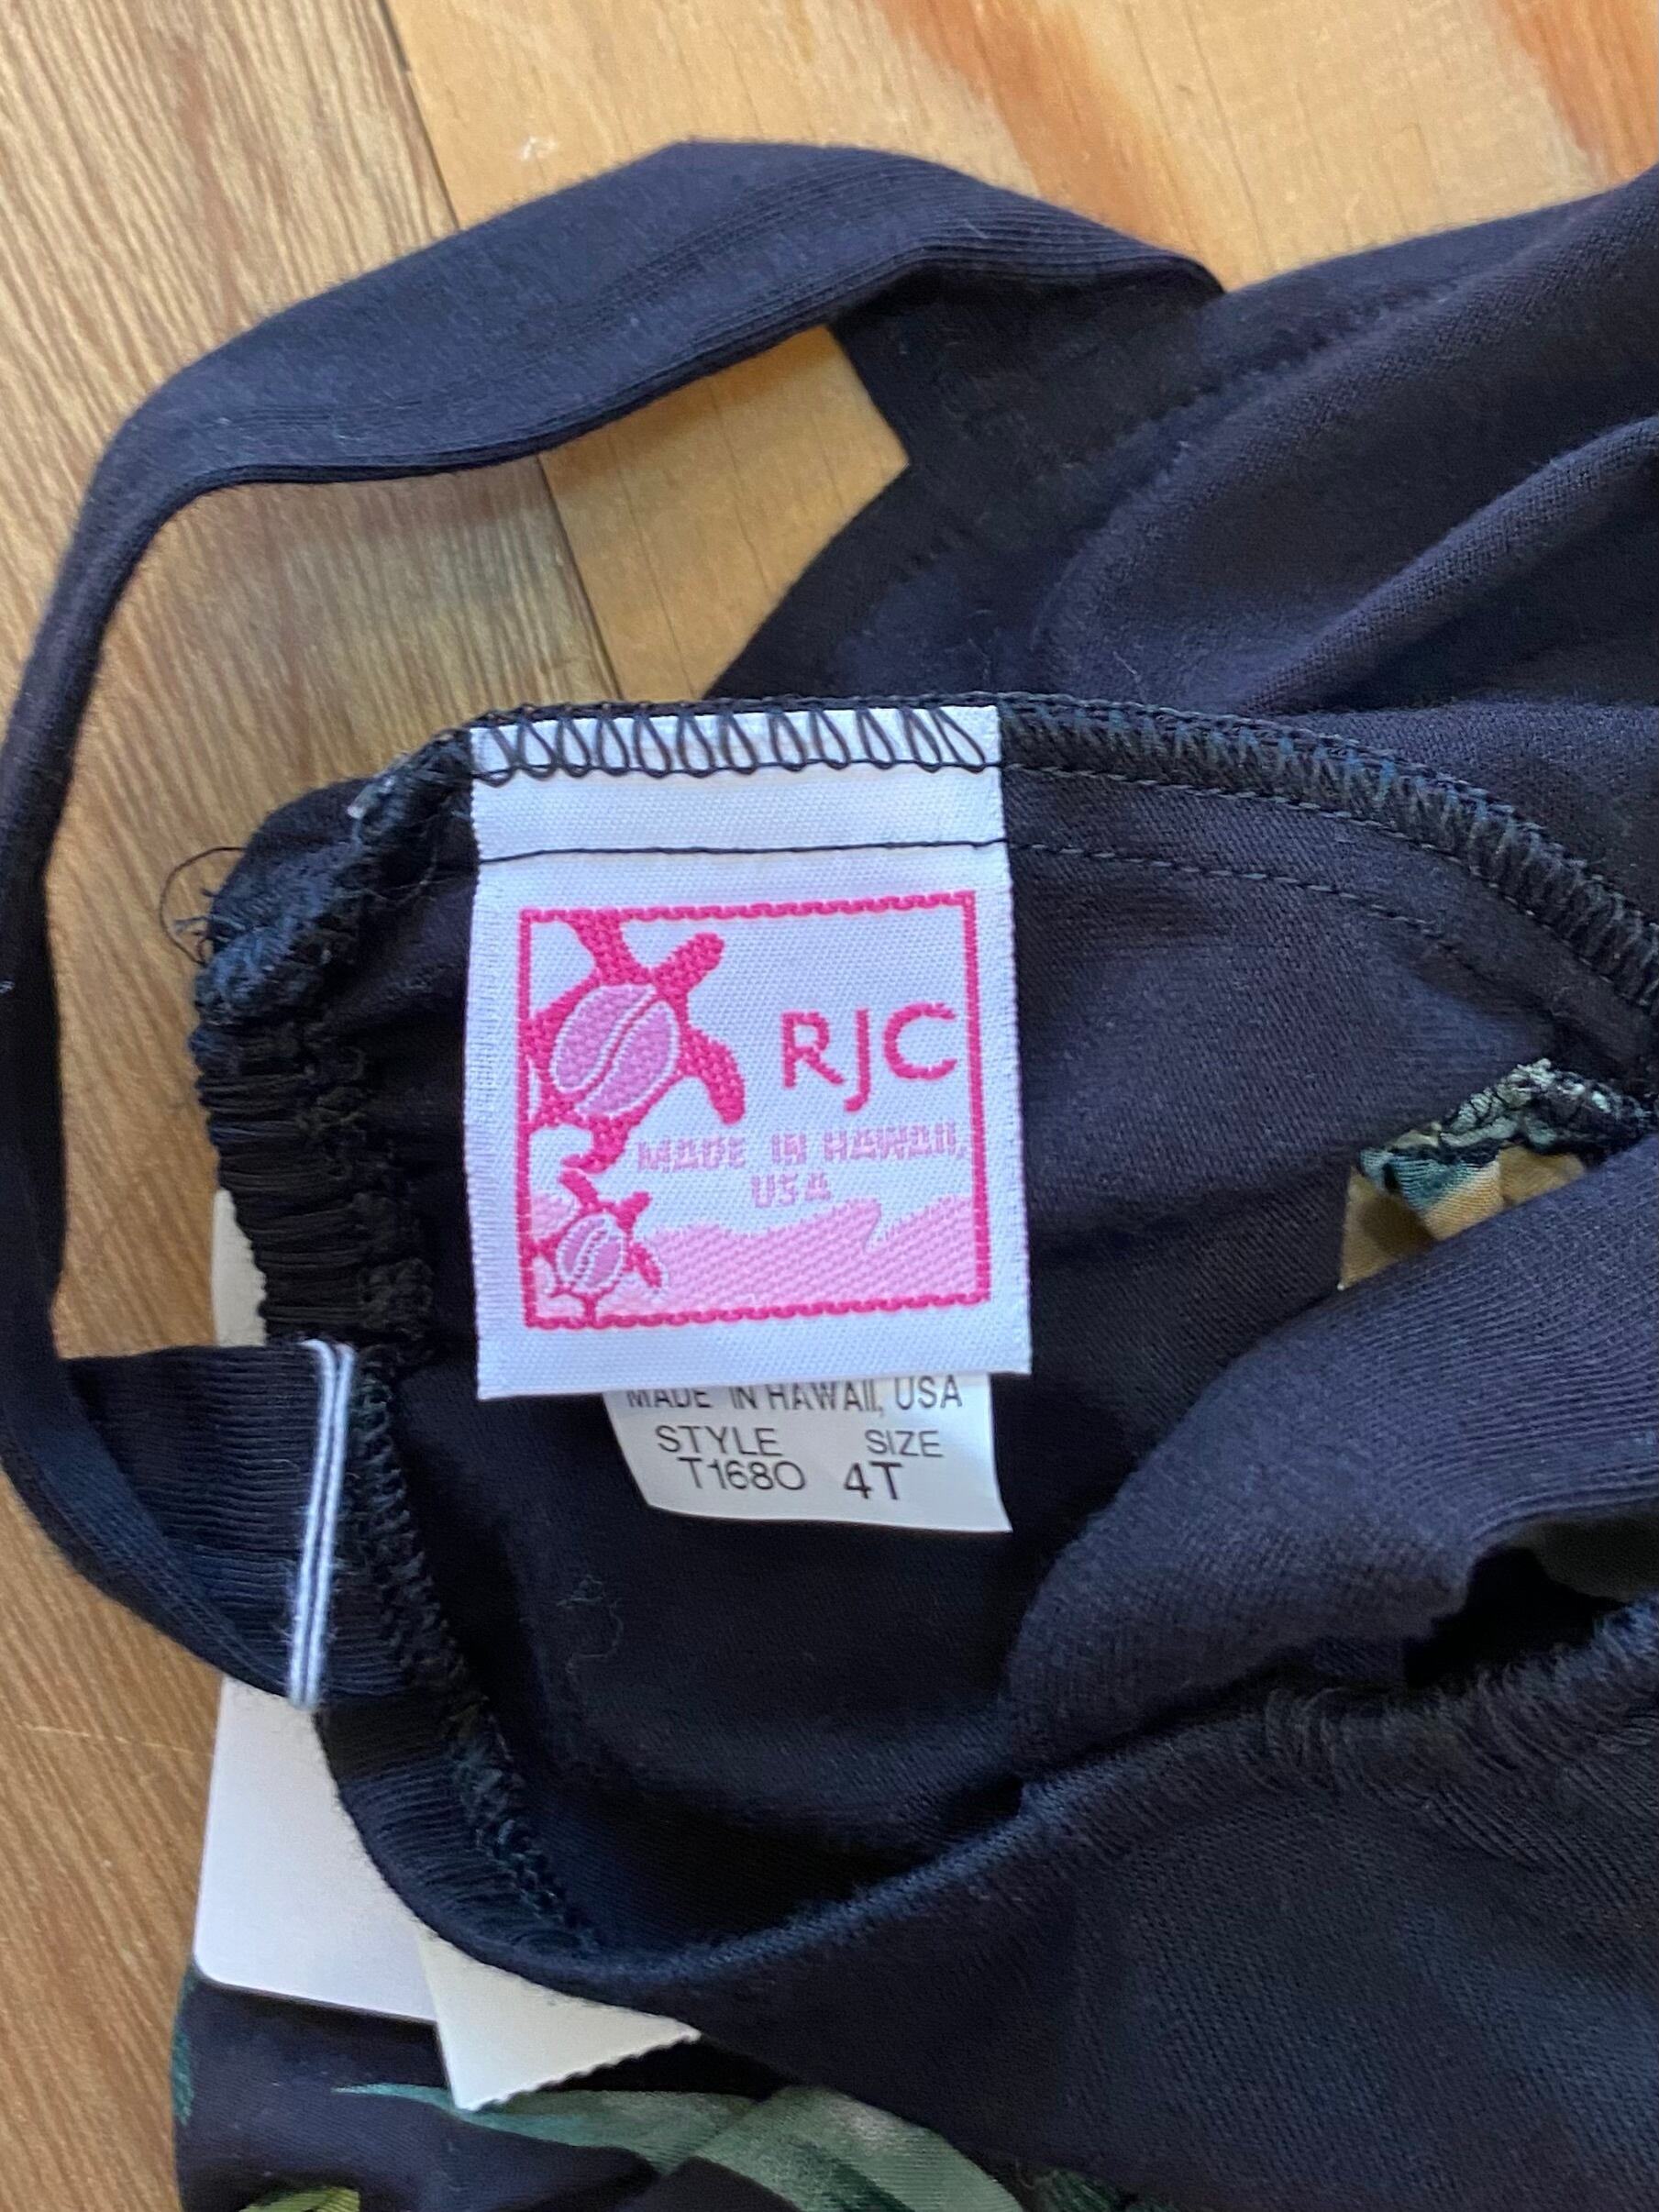 RJC
MADE IN HAWAII,
USA
MADE IN HAWAII, USA
STYLE SIZE
T1680 4T